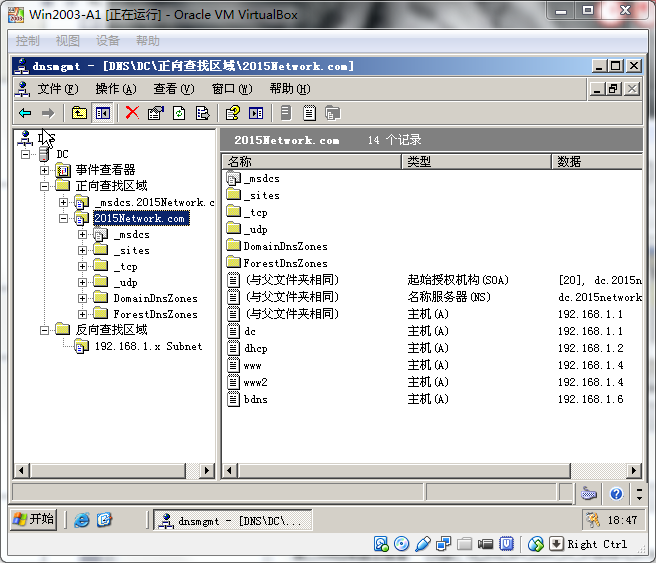 Win2003-A1 [正在运行] - Oracle VM VirtualBox
控制 视图 设备 帮助
dnsmgmt - [DNS\DC\正向查找区域\2015Network.com]
文件(F) 操作(A) 查看(V) 窗口(W) 帮助(H)
DNS
DC
事件查看器
正向查找区域
_msdcs.2015Network.c
2015Network.com
_msdcs
_sites
_tcp
_udp
DomainDnsZones
ForestDnsZones
反向查找区域
192.168.1.x Subnet
2015Network.com 14 个记录
名称 类型 数据
_msdcs
_sites
_tcp
_udp
DomainDnsZones
ForestDnsZones
(与父文件夹相同) 起始授权机构(SOA) [20], dc.2015n
(与父文件夹相同) 名称服务器(NS) dc.2015network
(与父文件夹相同) 主机(A) 192.168.1.1
dc 主机(A) 192.168.1.1
dhcp 主机(A) 192.168.1.2
www 主机(A) 192.168.1.4
www2 主机(A) 192.168.1.4
bdns 主机(A) 192.168.1.6
开始 dnsmgmt - [DNS\DC\... 18:47
Right Ctrl